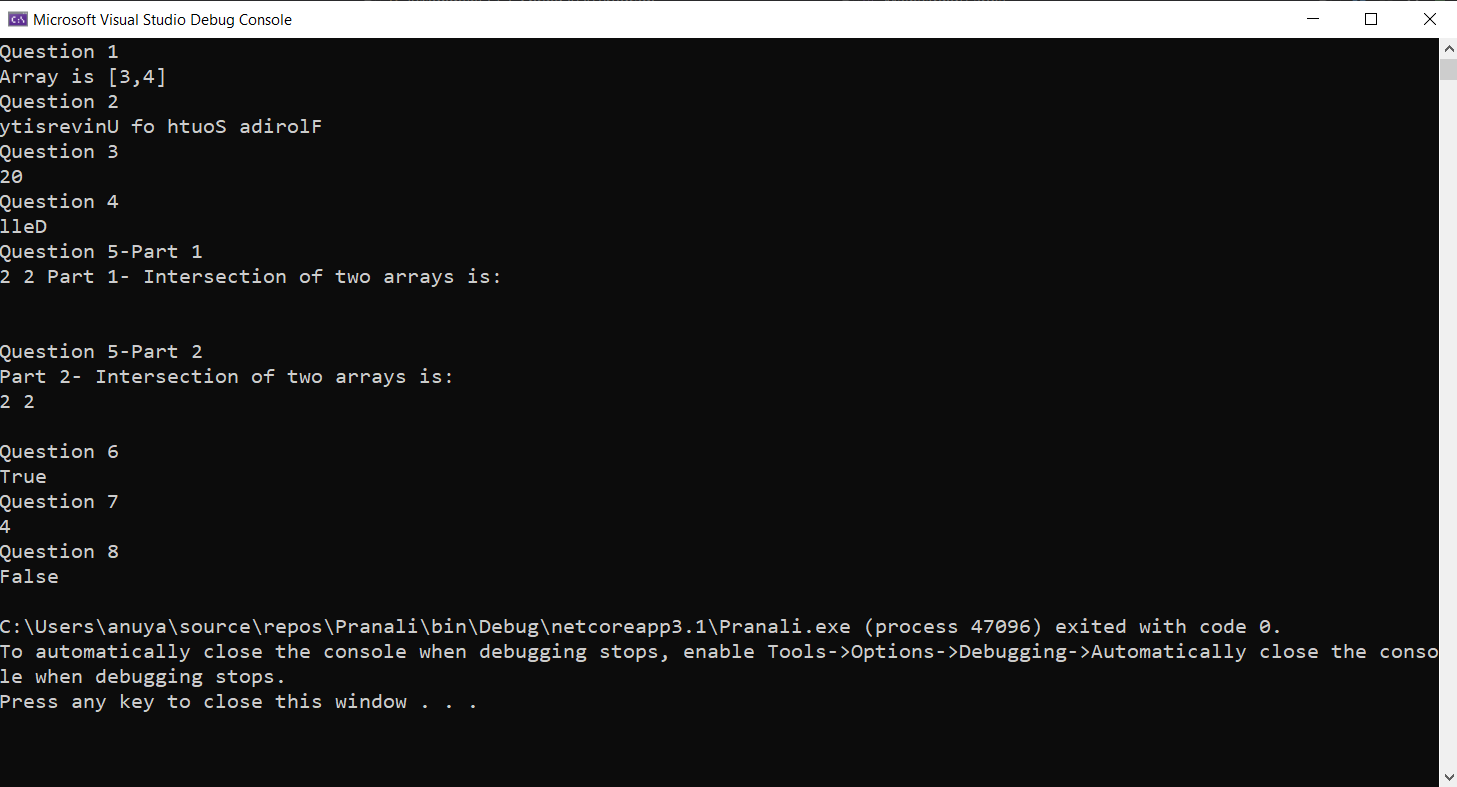 Microsoft Visual Studio Debug Console
Question 1
Array is [3,4]
Question 2
ytisrevinU fo htuoS adirolF
Question 3
20
Question 4
lleD
Question 5-Part 1
2 2 Part 1- Intersection of two arrays is:
Question 5-Part 2
Part 2- Intersection of two arrays is:
2 2
Question 6
True
Question 7
4
Question 8
False
C:\Users\anuya\source\repos\Pranali\bin\Debug\netcoreapp3.1\Pranali.exe (process 47096) exited with code 0.
To automatically close the console when debugging stops, enable Tools->Options->Debugging->Automatically close the conso
le when debugging stops.
Press any key to close this window . . .